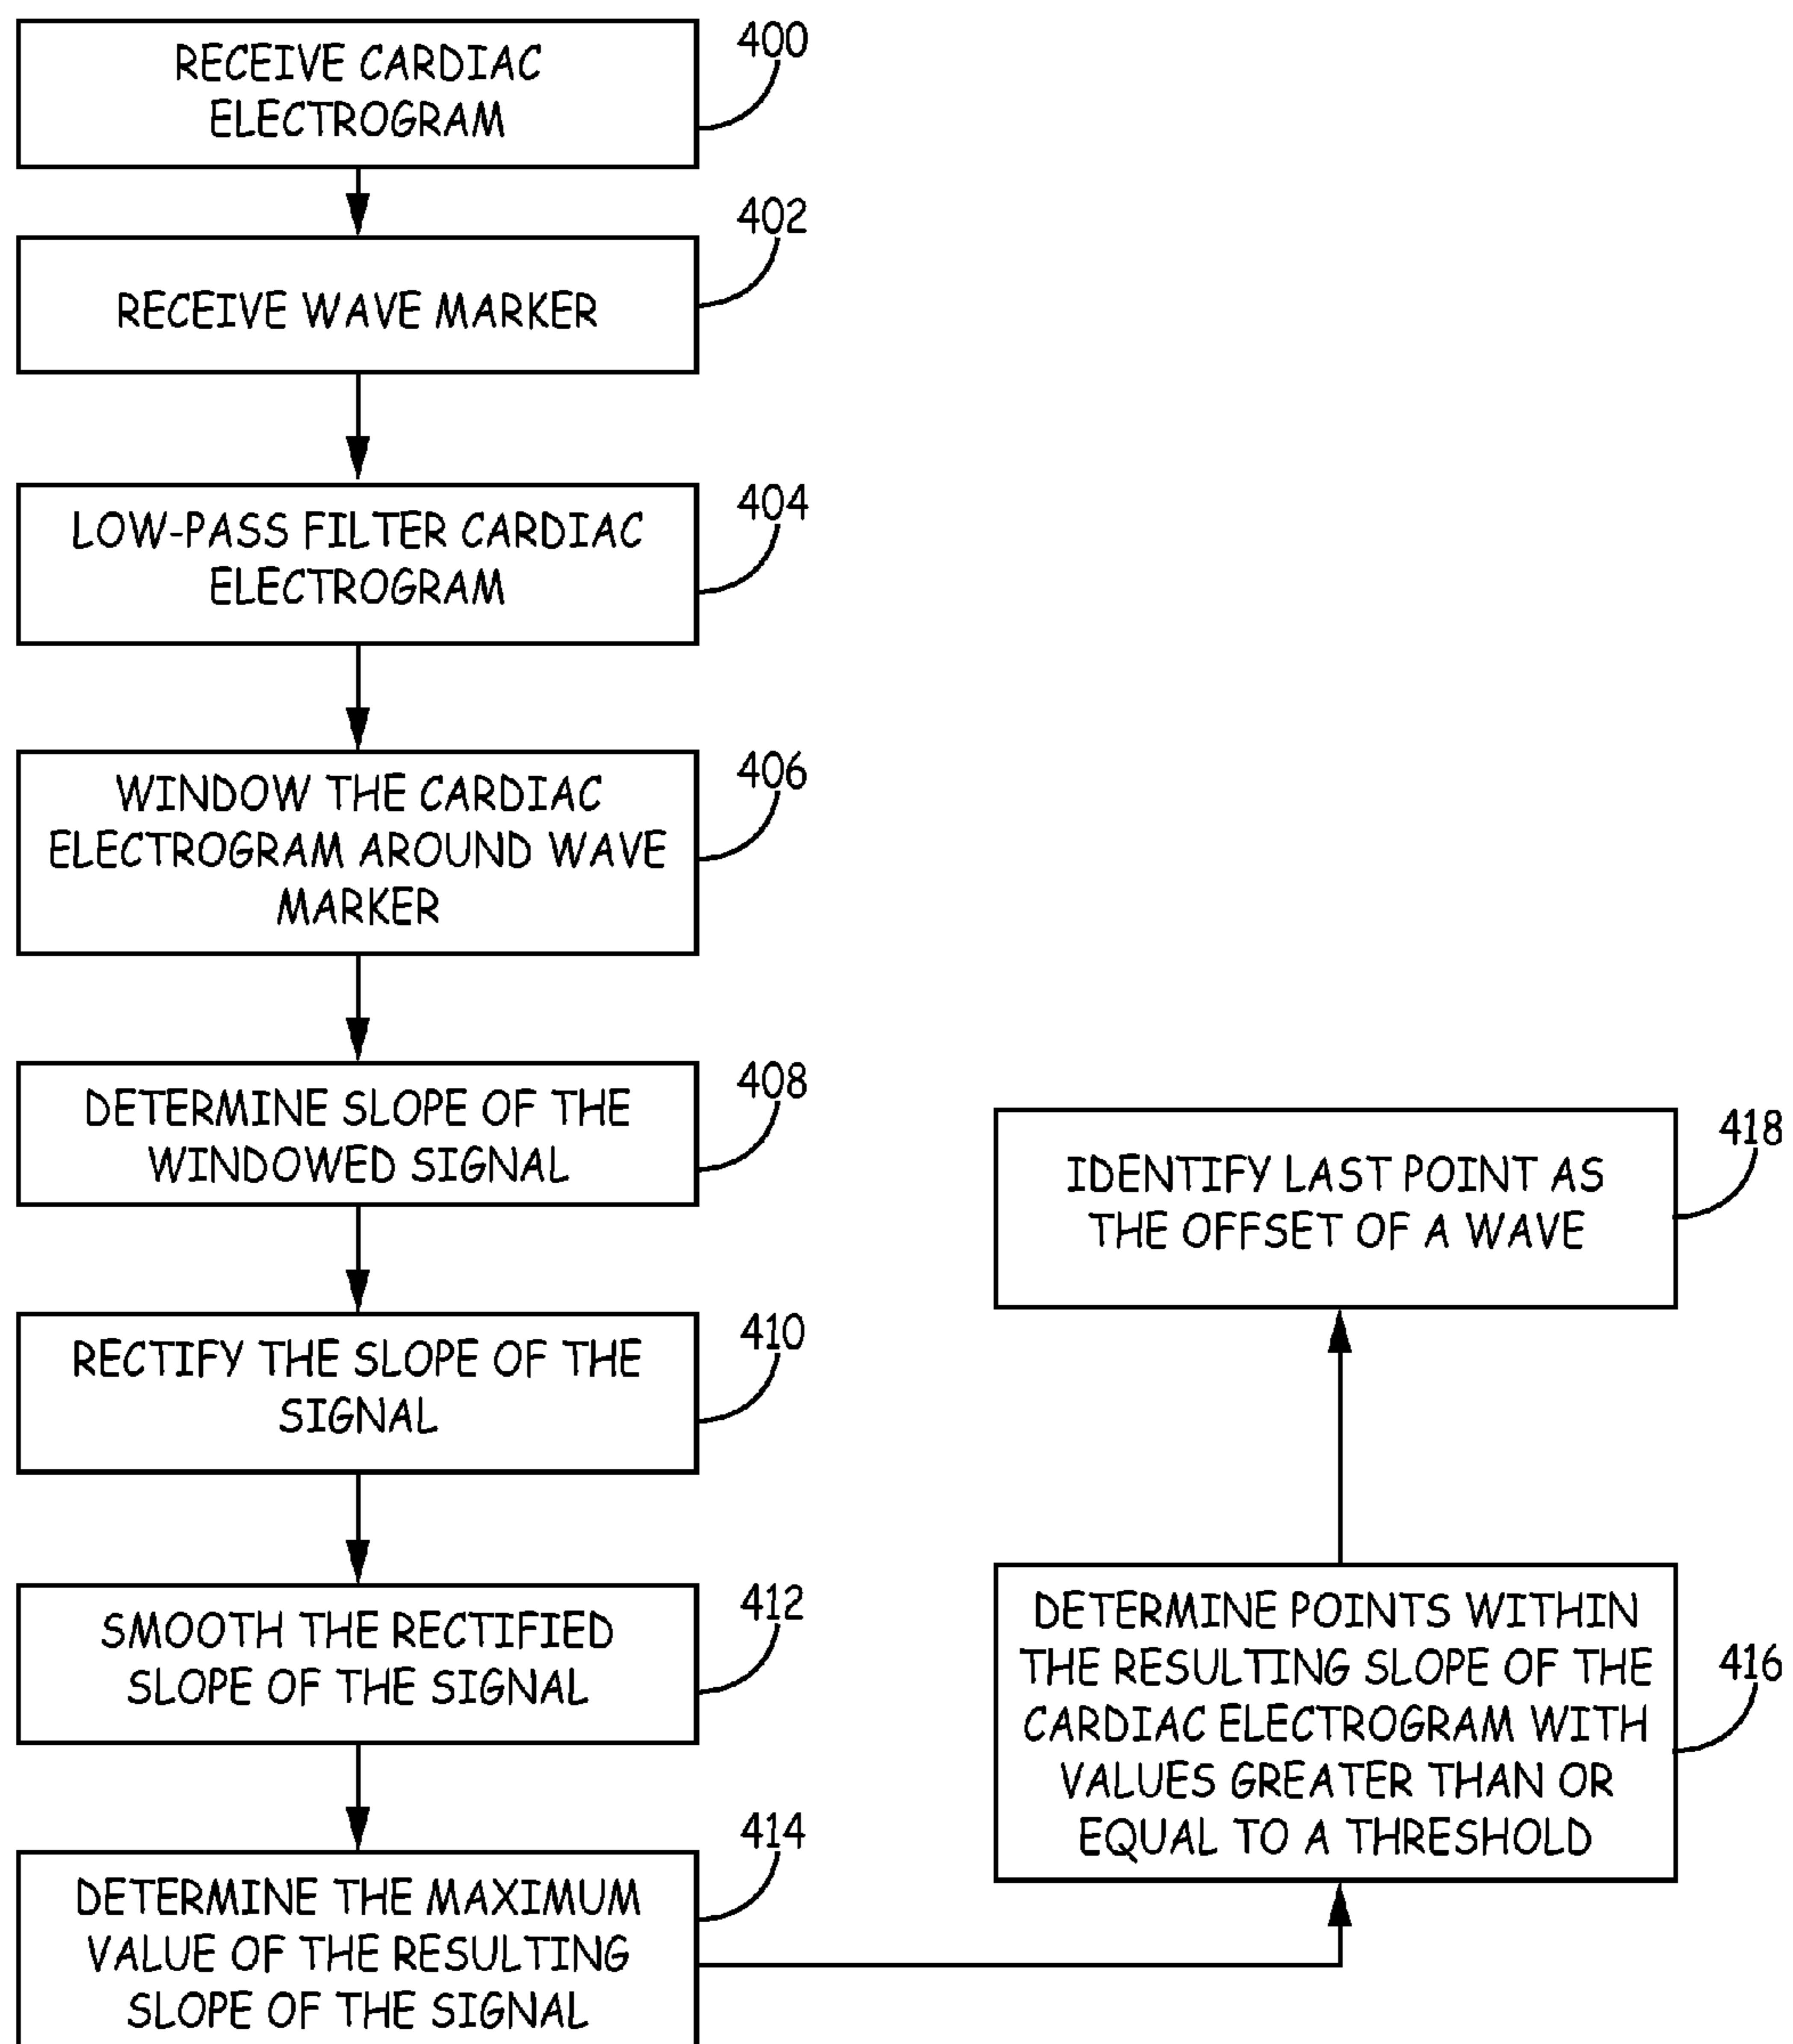 RECEIVE CARDIAC
ELECTROGRAM
400
RECEIVE WAVE MARKER
402
LOW-PASS FILTER CARDIAC
ELECTROGRAM
404
WINDOW THE CARDIAC
ELECTROGRAM AROUND WAVE
MARKER
406
DETERMINE SLOPE OF THE
WINDOWED SIGNAL
408
RECTIFY THE SLOPE OF THE
SIGNAL
410
SMOOTH THE RECTIFIED
SLOPE OF THE SIGNAL
412
DETERMINE THE MAXIMUM
VALUE OF THE RESULTING
SLOPE OF THE SIGNAL
414
DETERMINE POINTS WITHIN
THE RESULTING SLOPE OF THE
CARDIAC ELECTROGRAM WITH
VALUES GREATER THAN OR
EQUAL TO A THRESHOLD
416
IDENTIFY LAST POINT AS
THE OFFSET OF A WAVE
418